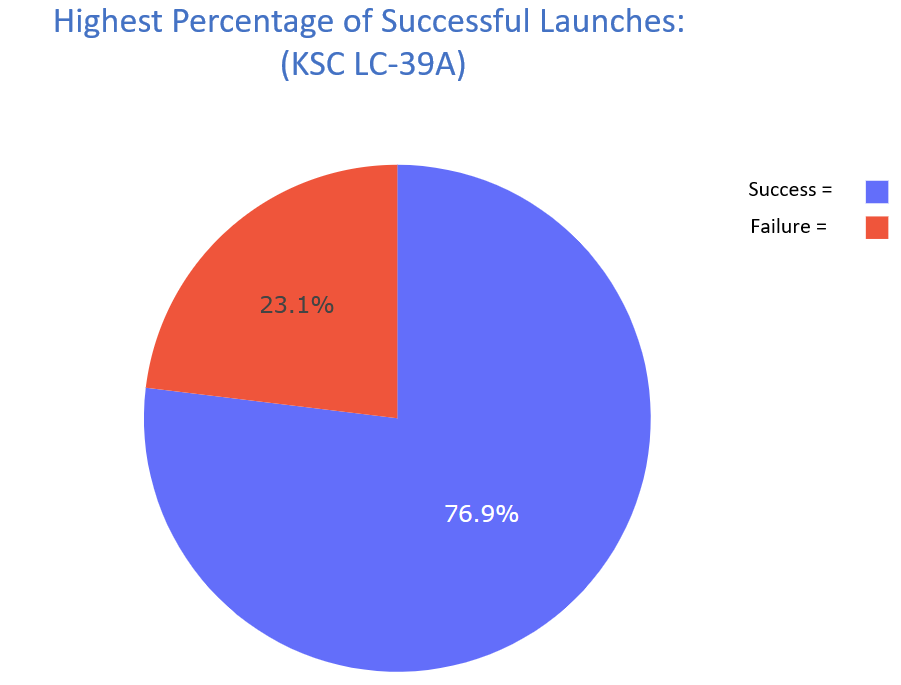 Highest Percentage of Successful Launches:
(KSC LC-39A)
Success =
Failure =
23.1%
76.9%